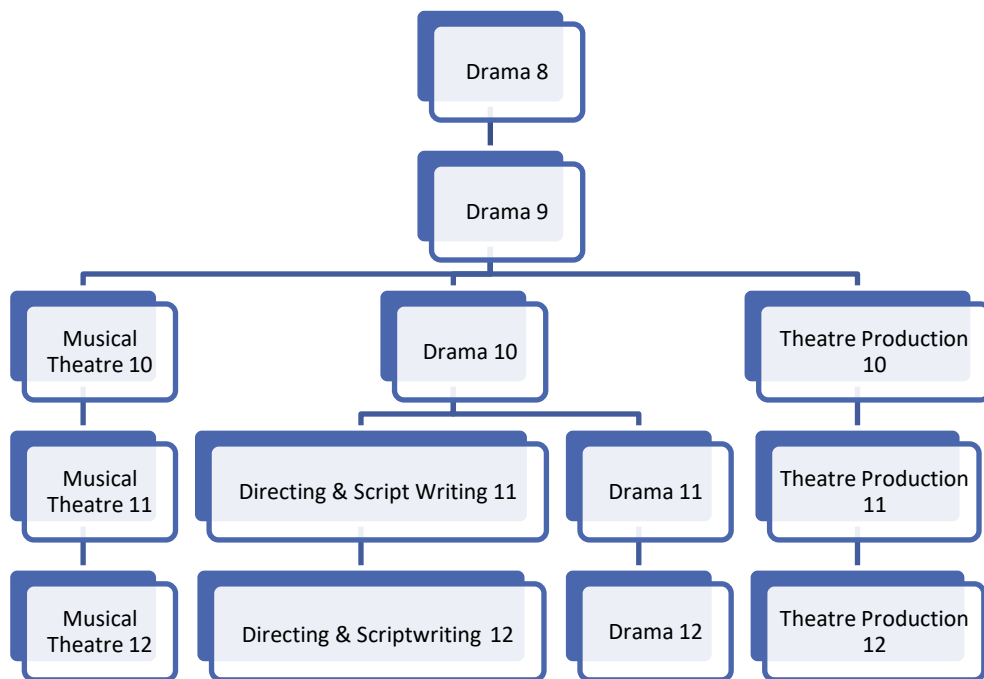 Drama 8
Drama 9
Musical
Theatre 10
Drama 10
Theatre Production
10
Musical
Theatre 11
Directing & Script Writing 11
Drama 11
Theatre Production
11
Musical
Theatre 12
Directing & Scriptwriting 12
Drama 12
Theatre Production
12